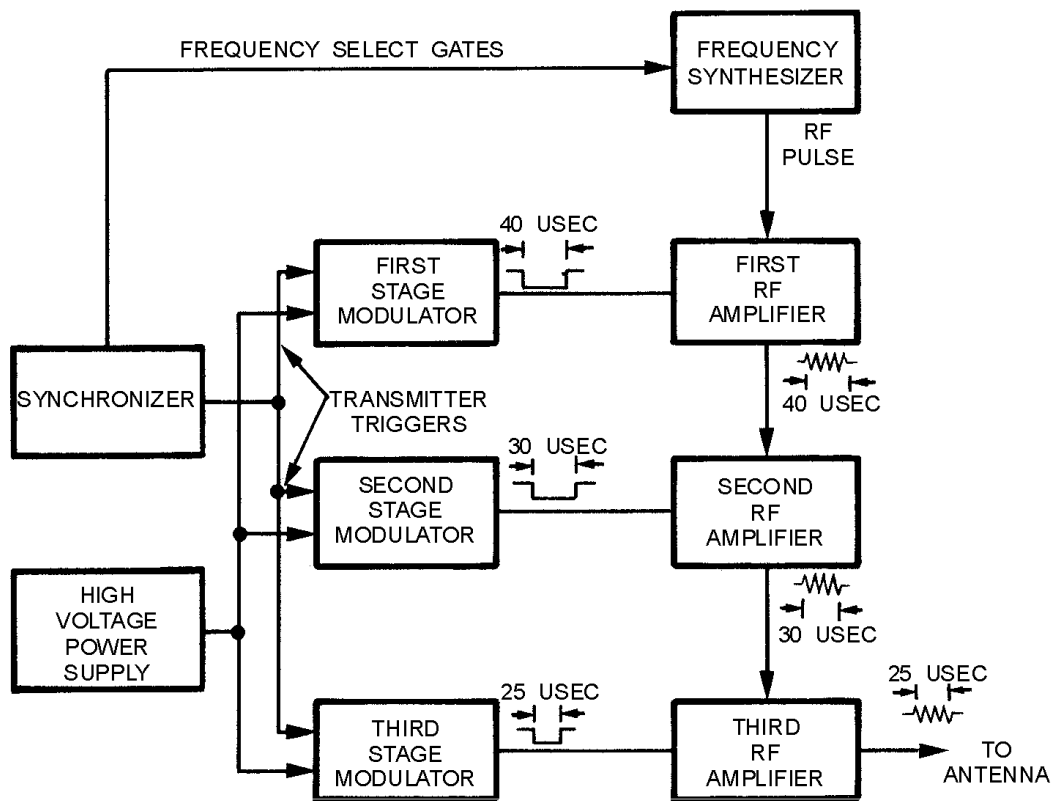 FREQUENCY SELECT GATES
FREQUENCY
SYNTHESIZER
RF
PULSE
40 USEC
FIRST
STAGE
MODULATOR
FIRST
RF
AMPLIFIER
40 USEC
SYNCHRONIZER
TRANSMITTER
TRIGGERS
30 USEC
SECOND
STAGE
MODULATOR
SECOND
RF
AMPLIFIER
30 USEC
HIGH
VOLTAGE
POWER
SUPPLY
25 USEC
THIRD
STAGE
MODULATOR
THIRD
RF
AMPLIFIER
25 USEC
TO
ANTENNA